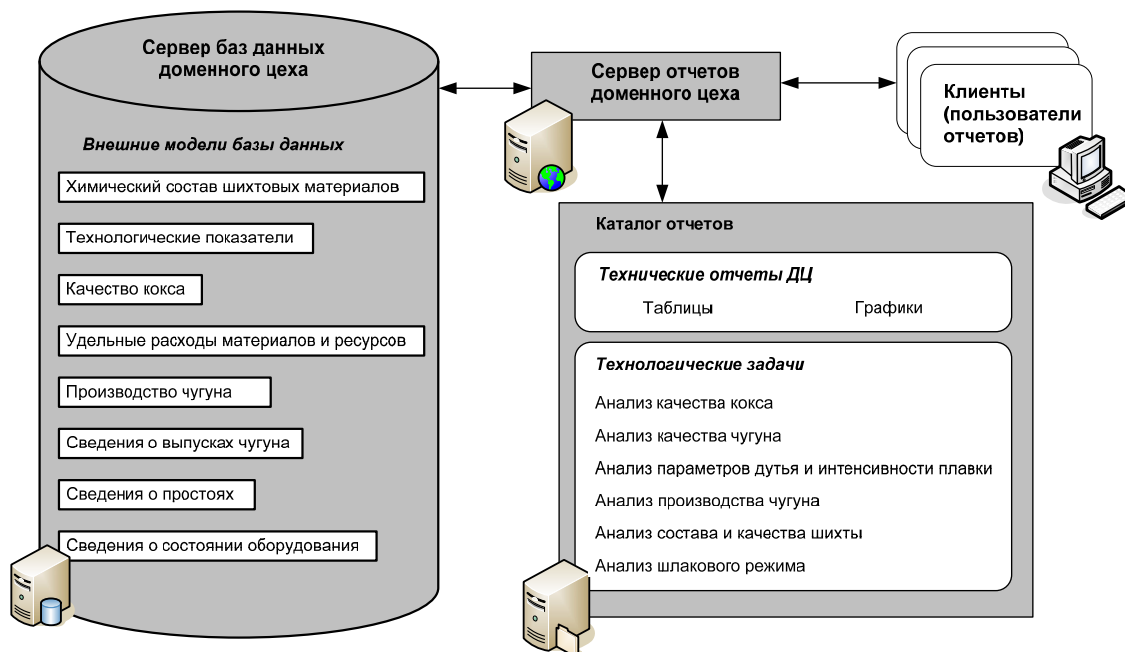 Сервер баз данных
доменного цеха
Внешние модели базы данных
Химический состав шихтовых материалов
Технологические показатели
Качество кокса
Удельные расходы материалов и ресурсов
Производство чугуна
Сведения о выпусках чугуна
Сведения о простоях
Сведения о состоянии оборудования
Сервер отчетов
доменного цеха
Клиенты
(пользователи
отчетов)
Каталог отчетов
Технические отчеты ДЦ
Таблицы
Графики
Технологические задачи
Анализ качества кокса
Анализ качества чугуна
Анализ параметров дутья и интенсивности плавки
Анализ производства чугуна
Анализ состава и качества шихты
Анализ шлакового режима